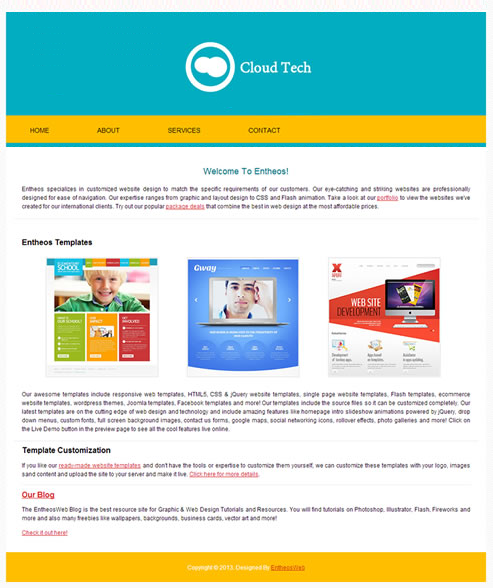 Cloud Tech
HOME ABOUT SERVICES CONTACT
Welcome To Entheos!
Entheos specializes in customized website design to match the specific requirements of our customers. Our eye-catching and striking websites are professionally
designed for ease of navigation. Our expertise ranges from graphic and layout design to CSS and Flash animation. Take a look at our portfolio to view the websites we've
created for our international clients. Try out our popular package deals that combine the best in web design at the most affordable prices.
Entheos Templates
SCHOOL
WHAT IS OUR SCHOOL?
OUR IMPACT
GET INVOLVED
Gway
WEB SITE
DEVELOPMENT
Our awesome templates include responsive web templates, HTML5, CSS & jQuery website templates, single page website templates, Flash templates, ecommerce
website templates, wordpress themes, Joomla templates, Facebook templates and more! Our templates include the source files so it can be customized completely. Our
latest templates are on the cutting edge of web design and technology and include amazing features like homepage intro slideshow animations powered by jQuery, drop
down menus, custom fonts, full screen background images, contact us forms, google maps, social networking icons, rollover effects, photo galleries and more! Click on
the Live Demo button in the preview page to see all the cool features live online.
Template Customization
If you like our ready-made website templates and don't have the tools or expertise to customize them yourself, we can customize these templates with your logo, images
sand content and upload the site to your server and make it live. Click here for more details.
Our Blog
The EntheosWeb Blog is the best resource site for Graphic & Web Design Tutorials and Resources. You will find tutorials on Photoshop, Illustrator, Flash, Fireworks and
more and also many freebies like wallpapers, backgrounds, business cards, vector art and more!
Check it out here!
Copyright © 2013. Designed By EntheosWeb